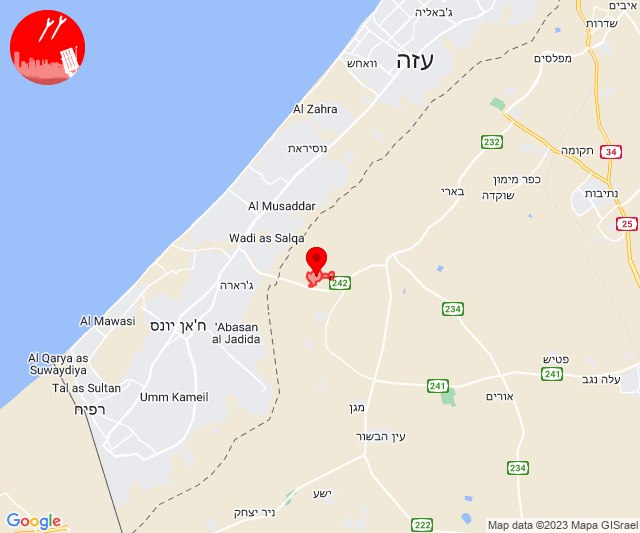 איבים
ג'באליה
שדרות
עזה
וואחש
מפלסים
Al Zahra
232
נוסיראת
תקומה
34
כפר מימון
בארי
שוקדה
נתיבות
Al Musaddar
25
Wadi as Salqa
242
ג'רארה
234
Al Mawasi
ח'אן יונס
'Abasan
al Jadida
Al Qarya as
Suwaydiya
פטיש
241
עלה נגב
Tal as Sultan
241
Umm Kameil
אורים
רפיח
מגן
עין הבשור
234
ישע
ניר יצחק
222
Google
Map data ©2023 Mapa GISrael